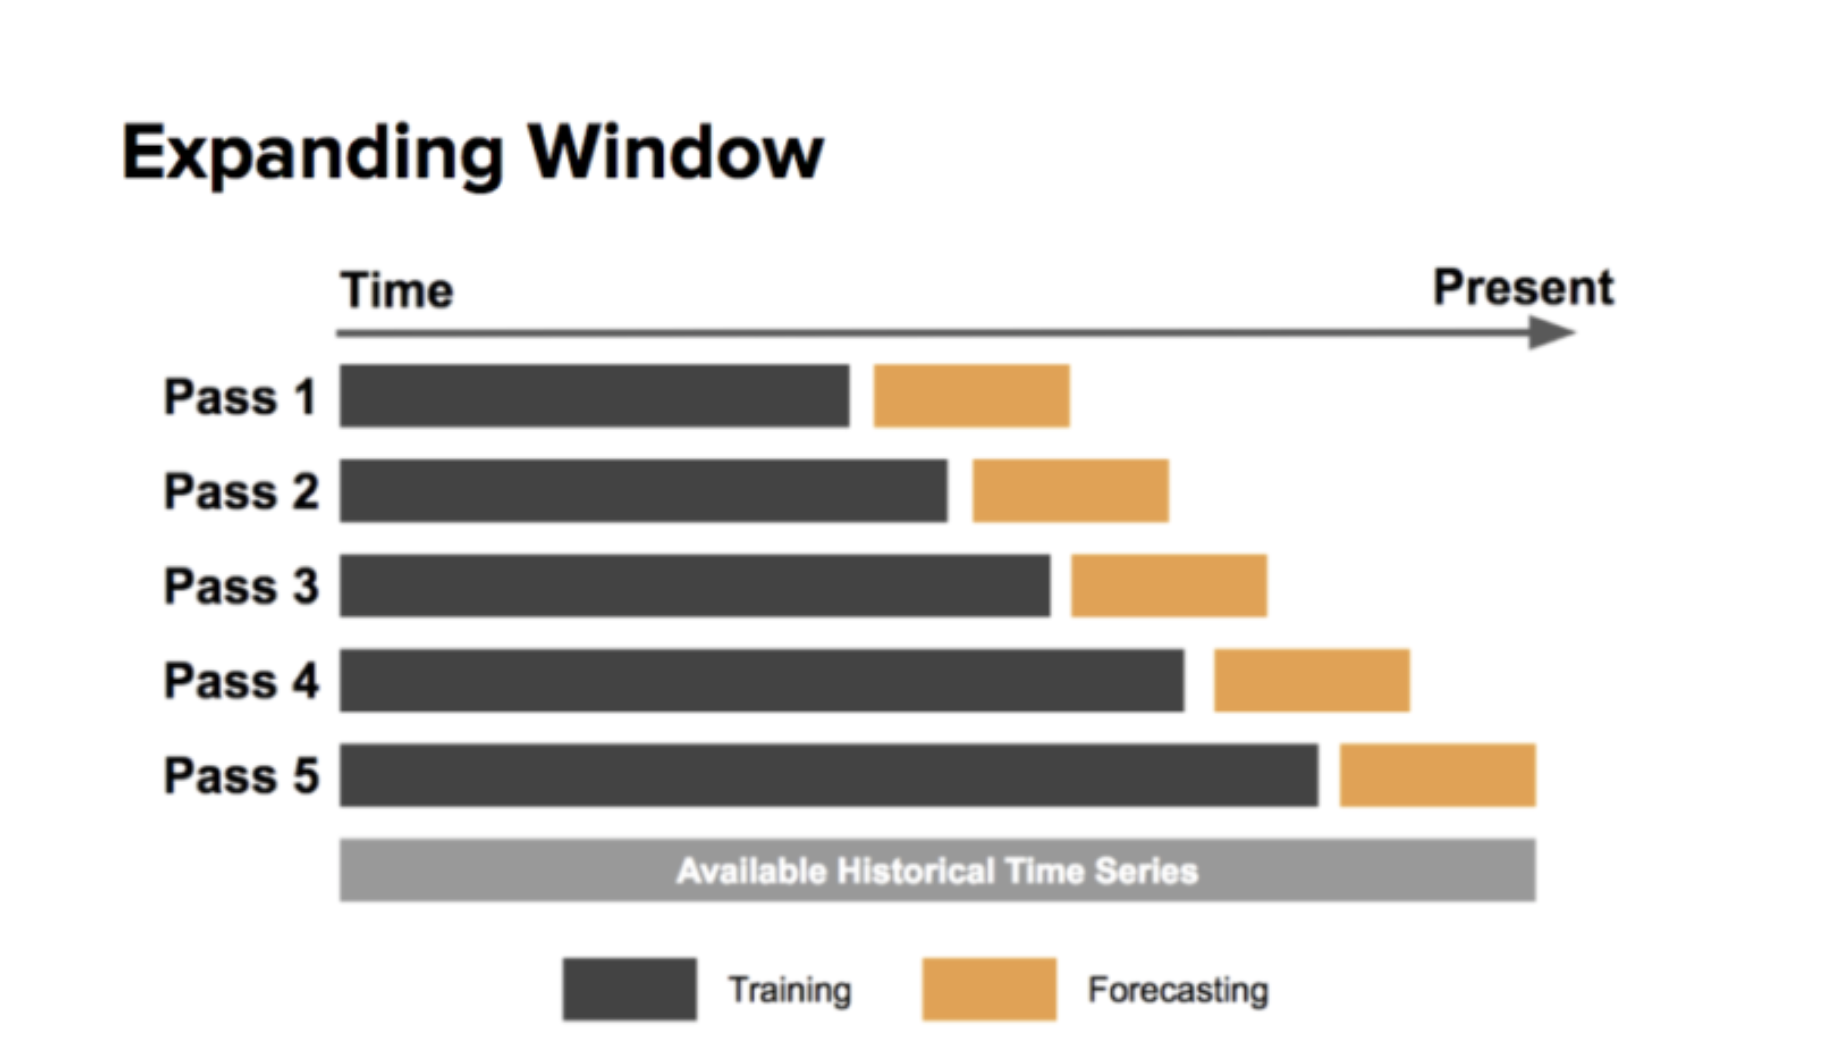 Expanding Window
Time
Present
Pass 1
Pass 2
Pass 3
Pass 4
Pass 5
Available Historical Time Series
Training
Forecasting